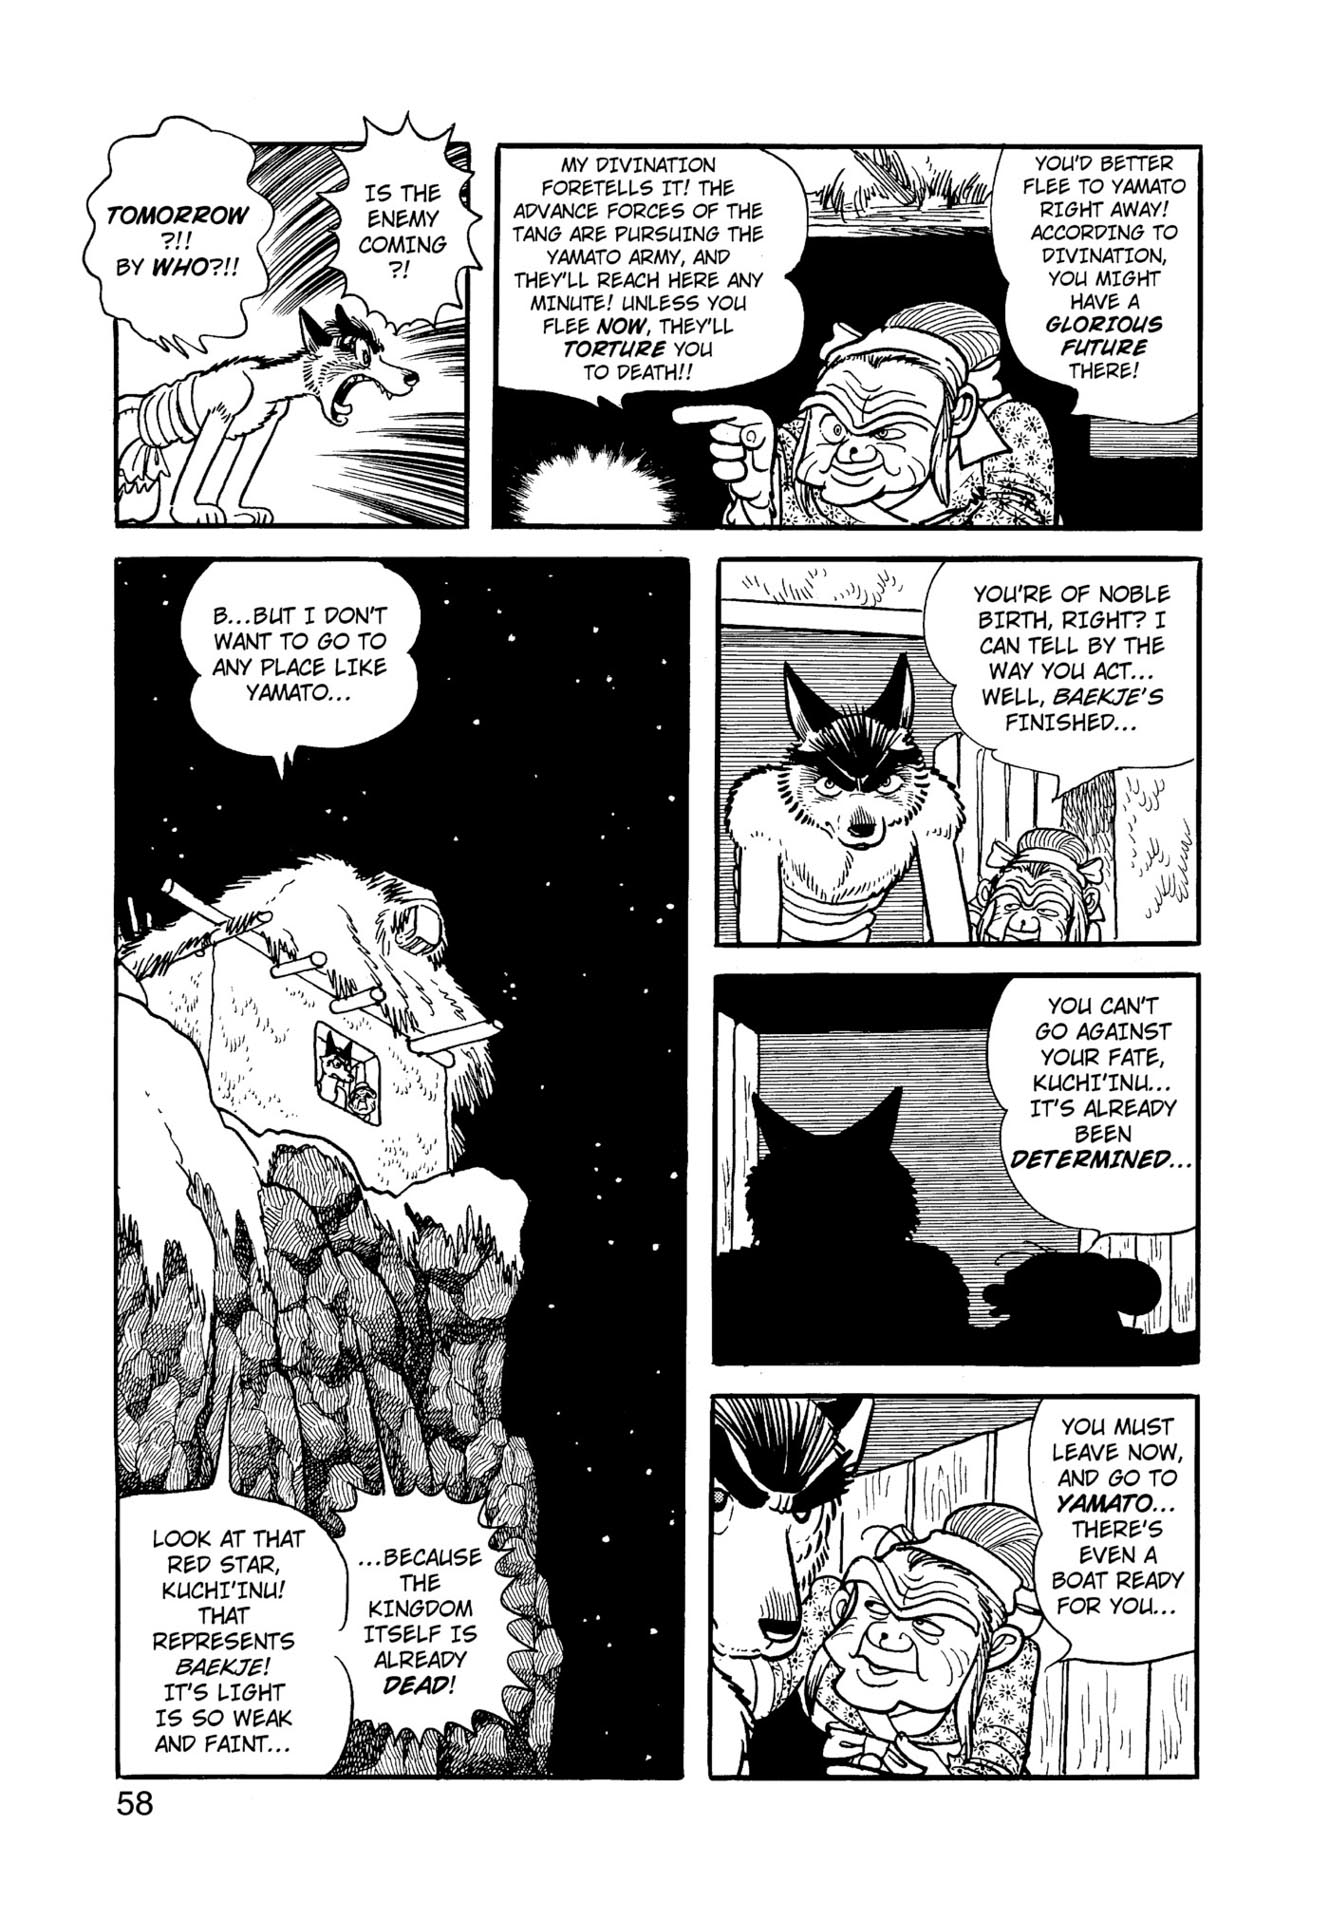 YOU'D BETTER
FLEE TO YAMATO
RIGHT AWAY!
ACCORDING TO
DIVINATION,
YOU MIGHT
HAVE A
GLORIOUS
FUTURE
THERE!
MY DIVINATION
FORETELLS IT! THE
ADVANCE FORCES OF THE
TANG ARE PURSUING THE
YAMATO ARMY, AND
THEY'LL REACH HERE ANY
MINUTE! UNLESS YOU
FLEE NOW, THEY'LL
TORTURE YOU
TO DEATH!!
IS THE
ENEMY
COMING
?!
TOMORROW
?!!
BY WHO?!!
YOU'RE OF NOBLE
BIRTH, RIGHT? I
CAN TELL BY THE
WAY YOU ACT...
WELL, BAEKJE'S
FINISHED...
YOU CAN'T
GO AGAINST
YOUR FATE,
KUCHI'INU...
IT'S ALREADY
BEEN
DETERMINED...
YOU MUST
LEAVE NOW,
AND GO TO
YAMATO...
THERE'S
EVEN A
BOAT READY
FOR YOU...
B...BUT I DON'T
WANT TO GO TO
ANY PLACE LIKE
YAMATO...
LOOK AT THAT
RED STAR,
KUCHI'INU!
THAT
REPRESENTS
BAEKJE!
IT'S LIGHT
IS SO WEAK
AND FAINT...
...BECAUSE
THE
KINGDOM
ITSELF IS
ALREADY
DEAD!
58